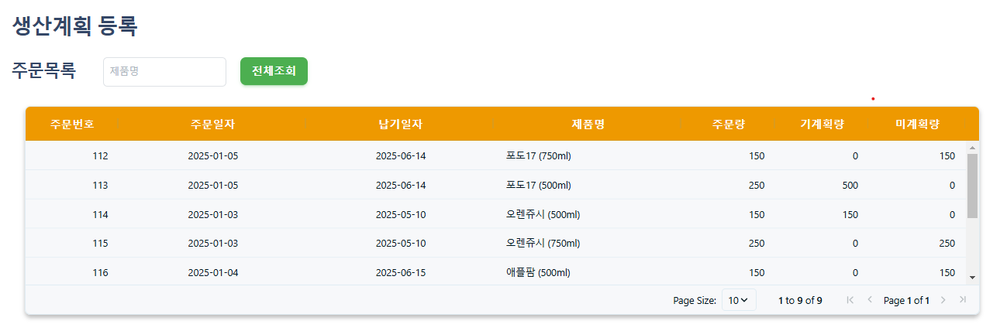 생산계획 등록
주문목록 제품명 전체조회
주문번호 주문일자 납기일자 제품명 주문량 기계획량 미계획량
112 2025-01-05 2025-06-14 포도17 (750ml) 150 0 150
113 2025-01-05 2025-06-14 포도17 (500ml) 250 500 0
114 2025-01-03 2025-05-10 오렌쥬시 (500ml) 150 150 0
115 2025-01-03 2025-05-10 오렌쥬시 (750ml) 250 0 250
116 2025-01-04 2025-06-15 애플팜 (500ml) 150 0 150
Page Size: 10 1 to 9 of 9 Page 1 of 1